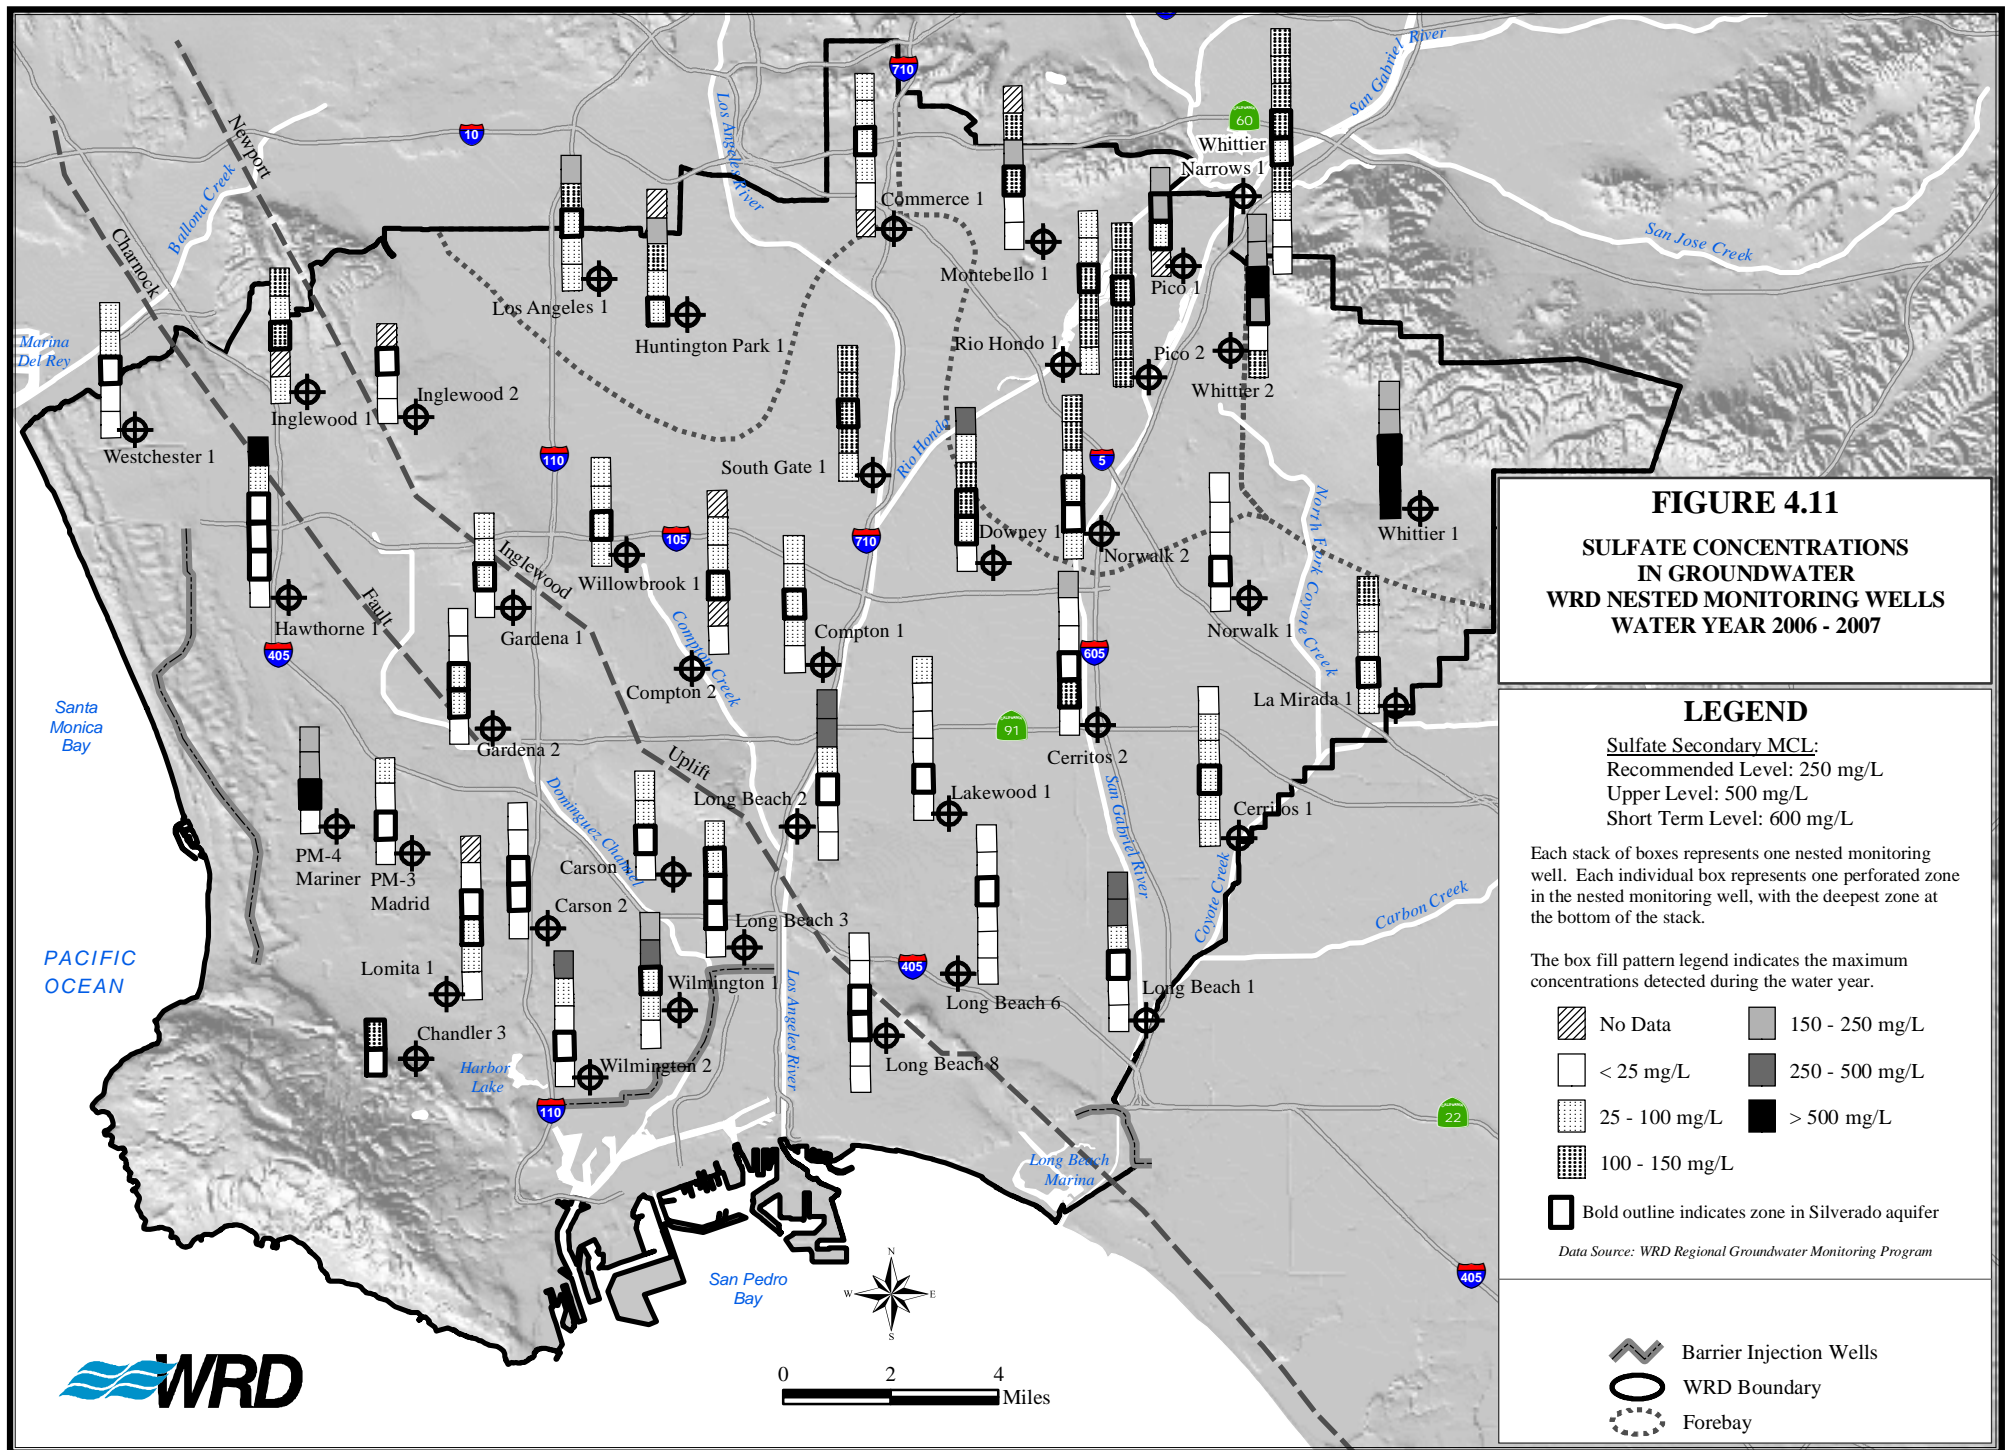 710
10
60
Whittier
Narrows 1
San Gabriel River
Newport
Los Angeles River
Ballona Creek
Commerce 1
San Jose Creek
Charnock
Montebello 1
Pico 1
Los Angeles 1
Huntington Park 1
Rio Hondo 1
Pico 2
Marina
Del Rey
Whittier 2
Inglewood 2
Inglewood 1
Westchester 1
110
South Gate 1
Rio Hondo
5
North Fork Coyote Creek
Whittier 1
Downey 1
Norwalk 2
105
710
Inglewood
Willowbrook 1
Fault
Hawthorne 1
Gardena 1
Compton Creek
Compton 1
Norwalk 1
405
605
Compton 2
La Mirada 1
Santa
Monica
Bay
Gardena 2
91
Cerritos 2
Uplift
Dominguez Channel
Long Beach 2
Lakewood 1
San Gabriel River
Cerritos 1
PM-4
Mariner
PM-3
Madrid
Carson 1
Carson 2
Long Beach 3
Coyote Creek
Carbon Creek
PACIFIC
OCEAN
Lomita 1
Wilmington 1
405
Long Beach 6
Long Beach 1
Los Angeles River
Chandler 3
Harbor
Lake
Wilmington 2
Long Beach 8
110
22
Long Beach
Marina
San Pedro
Bay
405
N
W
E
S
0 2 4
Miles
WRD
FIGURE 4.11
SULFATE CONCENTRATIONS
IN GROUNDWATER
WRD NESTED MONITORING WELLS
WATER YEAR 2006 - 2007
LEGEND
Sulfate Secondary MCL:
Recommended Level: 250 mg/L
Upper Level: 500 mg/L
Short Term Level: 600 mg/L
Each stack of boxes represents one nested monitoring
well. Each individual box represents one perforated zone
in the nested monitoring well, with the deepest zone at
the bottom of the stack.
The box fill pattern legend indicates the maximum
concentrations detected during the water year.
No Data
150 - 250 mg/L
< 25 mg/L
250 - 500 mg/L
25 - 100 mg/L
> 500 mg/L
100 - 150 mg/L
Bold outline indicates zone in Silverado aquifer
Data Source: WRD Regional Groundwater Monitoring Program
Barrier Injection Wells
WRD Boundary
Forebay